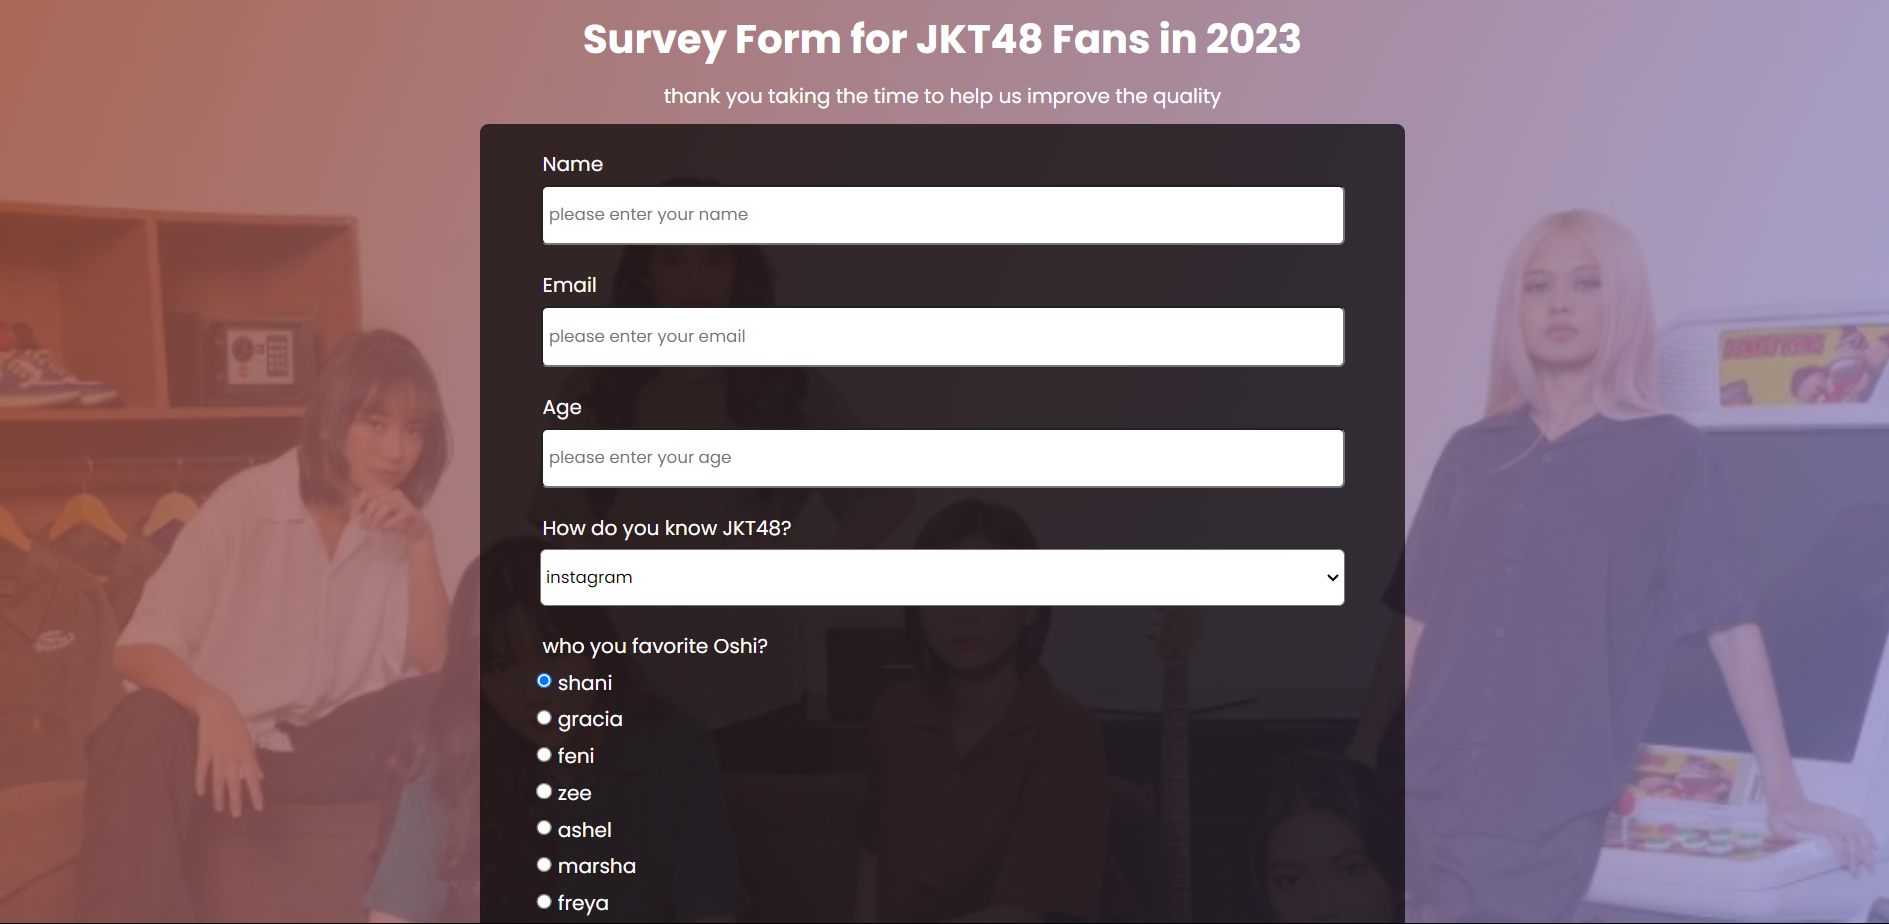 Survey Form for JKT48 Fans in 2023
thank you taking the time to help us improve the quality
Name
please enter your name
Email
please enter your email
Age
please enter your age
How do you know JKT48?
instagram
who you favorite Oshi?
shani
gracia
feni
zee
ashel
marsha
freya